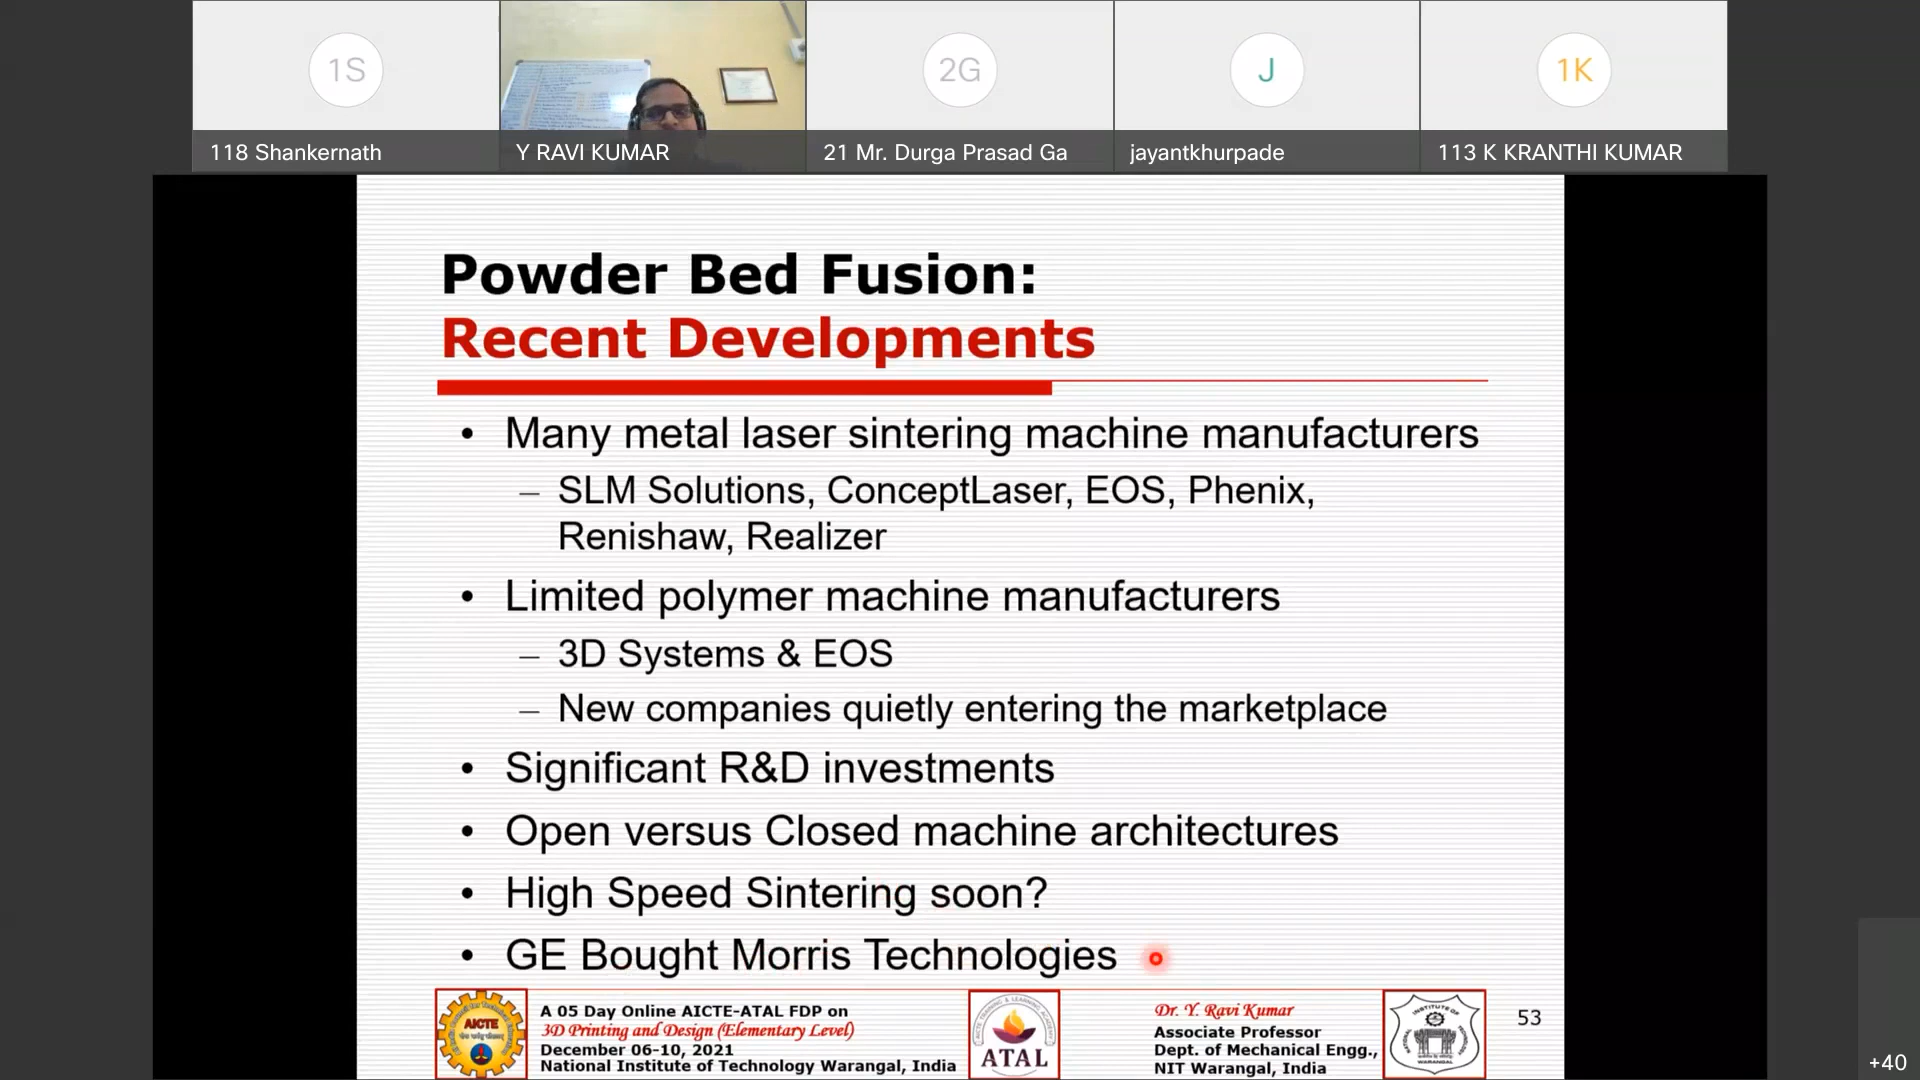 1S
2G
J
1K
118 Shankernath
Y RAVI KUMAR
21 Mr. Durga Prasad Ga
jayantkhurpade
113 K KRANTHI KUMAR
Powder Bed Fusion:
Recent Developments
• Many metal laser sintering machine manufacturers
– SLM Solutions, ConceptLaser, EOS, Phenix,
Renishaw, Realizer
• Limited polymer machine manufacturers
– 3D Systems & EOS
– New companies quietly entering the marketplace
• Significant R&D investments
• Open versus Closed machine architectures
• High Speed Sintering soon?
• GE Bought Morris Technologies
AICTE
A 05 Day Online AICTE-ATAL FDP on
3D Printing and Design (Elementary Level)
December 06-10, 2021
National Institute of Technology Warangal, India
ATAL
Dr. Y. Ravi Kumar
Associate Professor
Dept. of Mechanical Engg.,
NIT Warangal, India
WARANGAL
53
+40